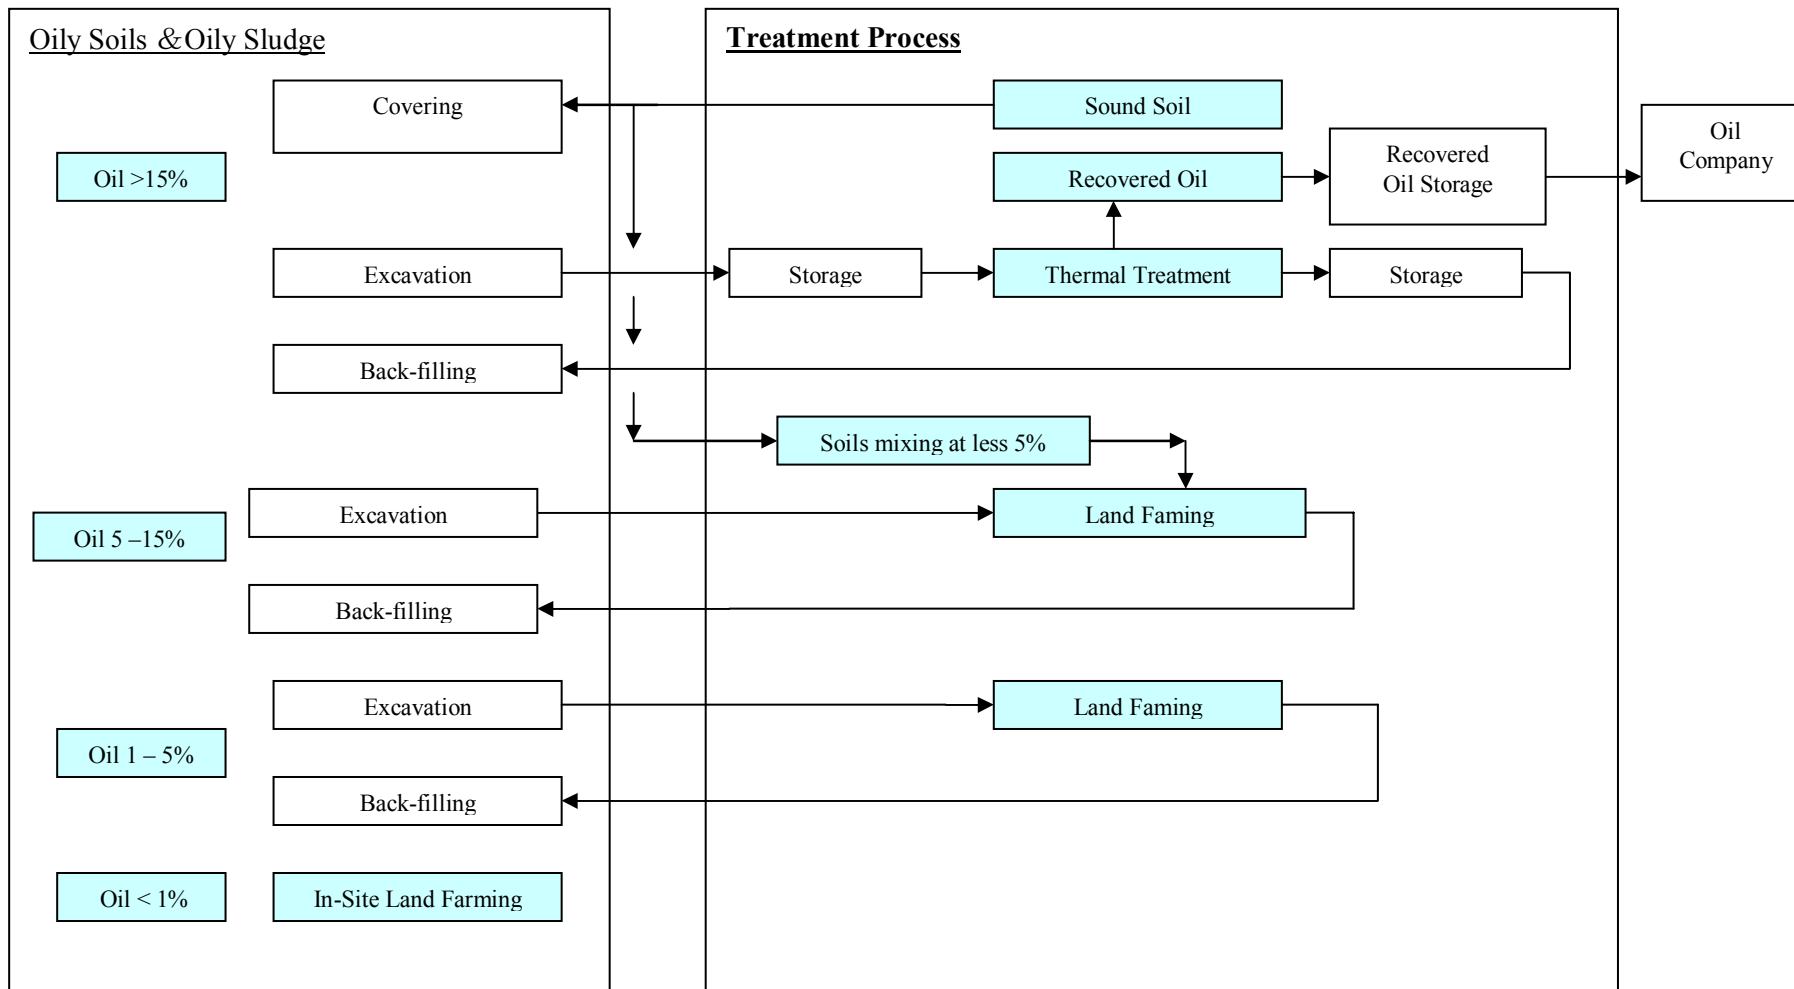 Oily Soils &Oily Sludge
Treatment Process
Covering
Sound Soil
Oil
Company
Oil >15%
Recovered Oil
Recovered
Oil Storage
Excavation
Storage
Thermal Treatment
Storage
Back-filling
Soils mixing at less 5%
Excavation
Land Faming
Oil 5 –15%
Back-filling
Excavation
Land Faming
Oil 1 – 5%
Back-filling
Oil < 1%
In-Site Land Farming